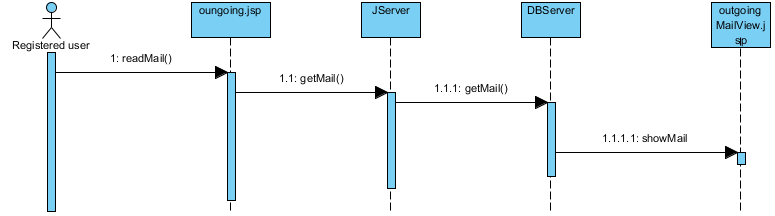 oungoing.jsp
JServer
DBServer
outgoing
MailView.j
sp
Registered user
1: readMail()
1.1: getMail()
1.1.1: getMail()
1.1.1.1: showMail